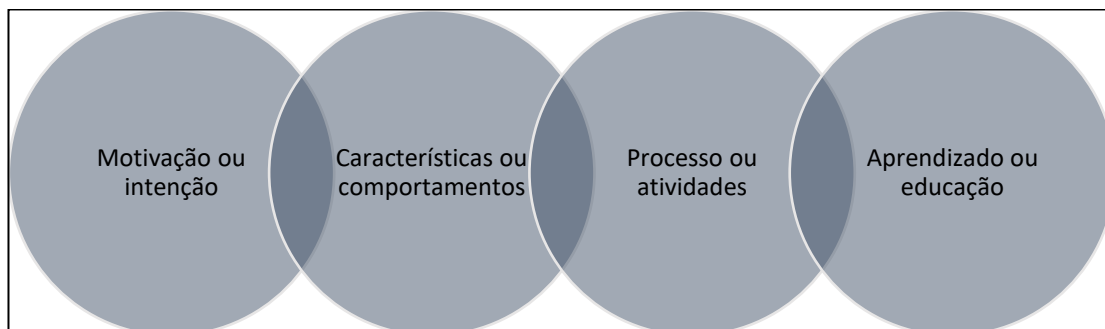 Motivação ou
intenção
Características ou
comportamentos
Processo ou
atividades
Aprendizado ou
educação